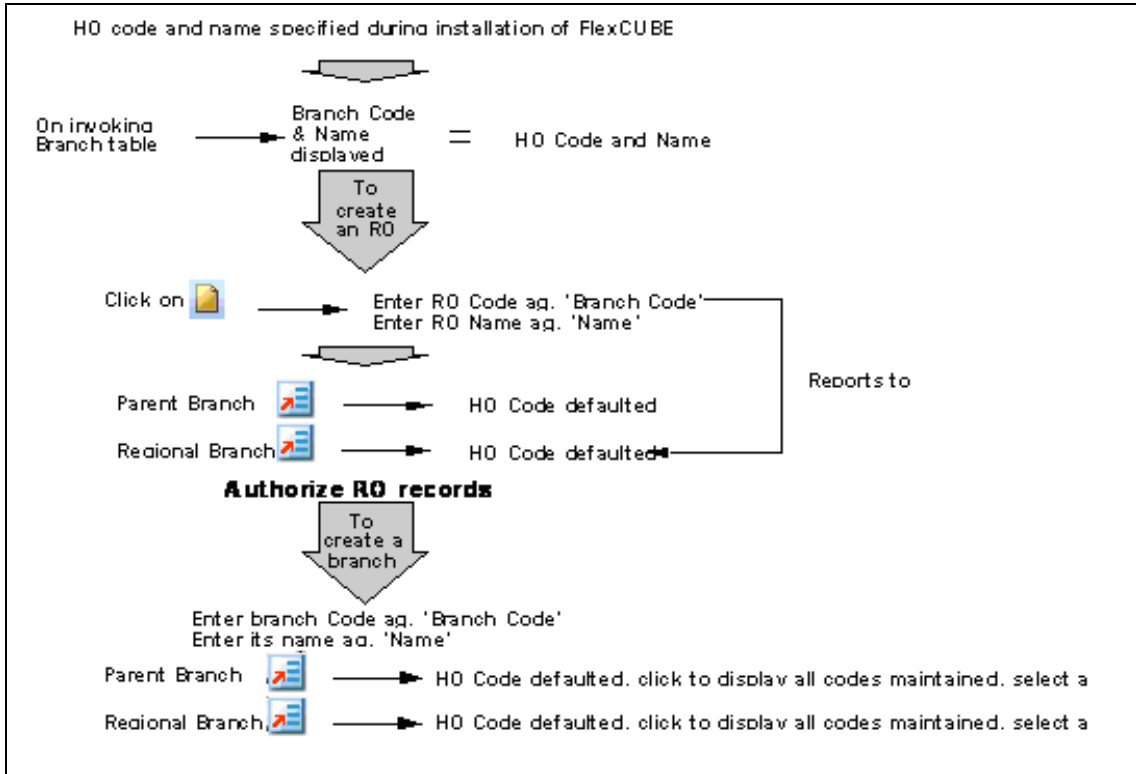 HO code and name specified during installation of FlexCUBE
On invoking
Branch table
Branch Code
& Name
displayed
=
HO Code and Name
To
create
an RO
Click on
Enter RO Code ag. 'Branch Code'
Enter RO Name ag. 'Name'
Reports to
Parent Branch
HO Code defaulted
Regional Branch
HO Code defaulted
Authorize RO records
To
create a
branch
Enter branch Code ag. 'Branch Code'
Enter its name ag. 'Name'
Parent Branch
HO Code defaulted. click to display all codes maintained. select a
Regional Branch
HO Code defaulted. click to display all codes maintained. select a